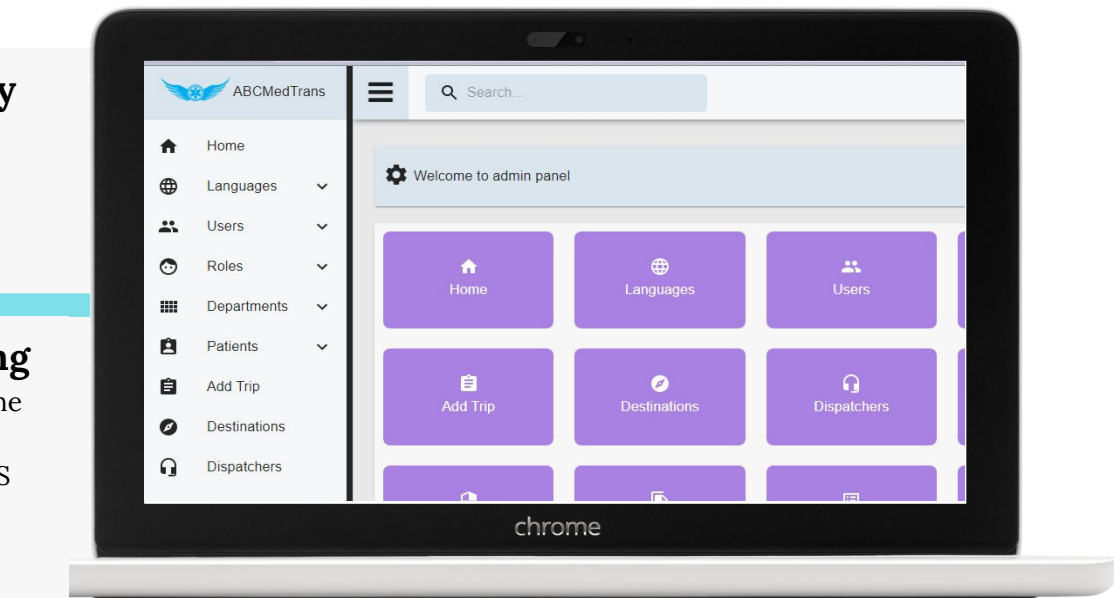 y
ng
ne
S
ABCMedTrans
Search...
Home
Languages
Users
Roles
Departments
Patients
Add Trip
Destinations
Dispatchers
Welcome to admin panel
Home
Languages
Users
Add Trip
Destinations
Dispatchers
chrome